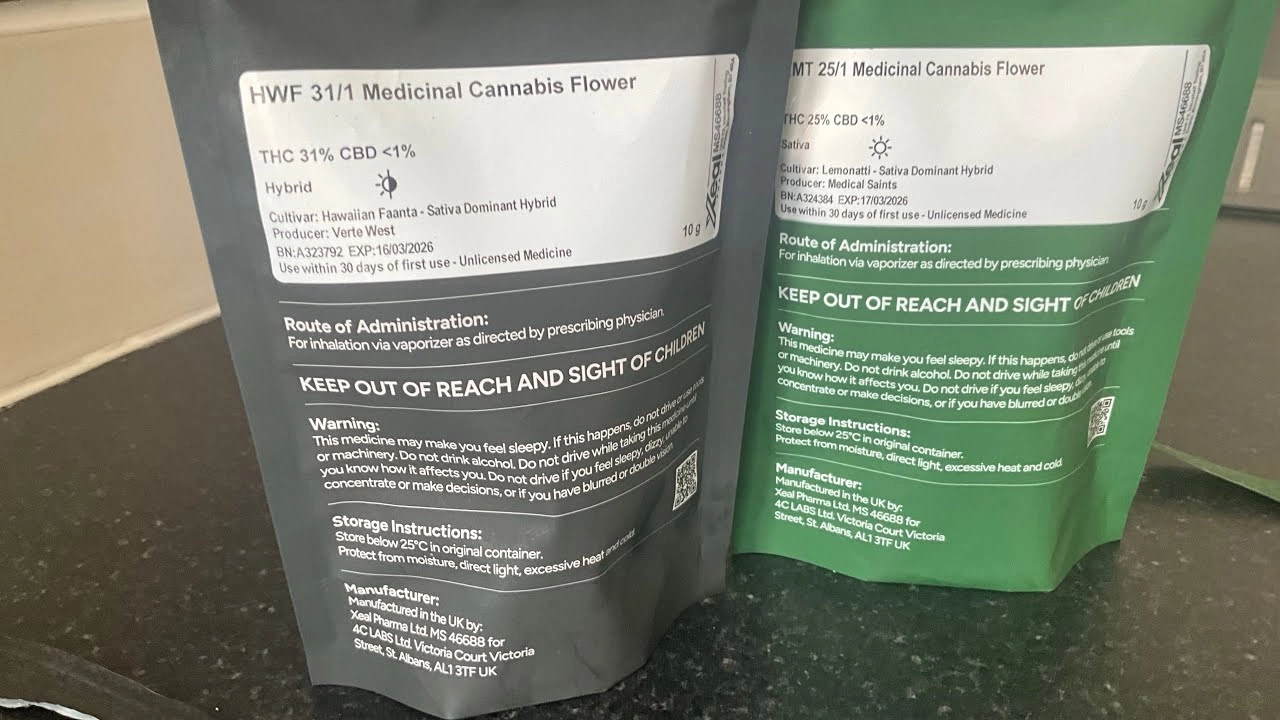 HWF 31/1 Medicinal Cannabis Flower
THC 31% CBD <1%
Hybrid
Cultivar: Hawaiian Faanta - Sativa Dominant Hybrid
Producer: Verte West
BN:A323792 EXP:16/03/2026
Use within 30 days of first use - Unlicensed Medicine
10 g
Xeal MS46688
Route of Administration:
For inhalation via vaporizer as directed by prescribing physician.
KEEP OUT OF REACH AND SIGHT OF CHILDREN
Warning:
This medicine may make you feel sleepy. If this happens, do not drive or use tools
or machinery. Do not drink alcohol. Do not drive while taking this medicine until
you know how it affects you. Do not drive if you feel sleepy, dizzy, unable to
concentrate or make decisions, or if you have blurred or double vision.
Storage Instructions:
Store below 25°C in original container.
Protect from moisture, direct light, excessive heat and cold.
Manufacturer:
Manufactured in the UK by:
Xeal Pharma Ltd. MS 46688 for
4C LABS Ltd. Victoria Court Victoria
Street, St. Albans, AL1 3TF UK
MT 25/1 Medicinal Cannabis Flower
THC 25% CBD <1%
Sativa
Cultivar: Lemonatti - Sativa Dominant Hybrid
Producer: Medical Saints
BN:A324384 EXP:17/03/2026
Use within 30 days of first use - Unlicensed Medicine
10 g
Xeal MS46688
Route of Administration:
For inhalation via vaporizer as directed by prescribing physician
KEEP OUT OF REACH AND SIGHT OF CHILDREN
Warning:
This medicine may make you feel sleepy. If this happens, do not drive or use tools
or machinery. Do not drink alcohol. Do not drive while taking this medicine until
you know how it affects you. Do not drive if you feel sleepy, dizzy, unable to
concentrate or make decisions, or if you have blurred or double vision.
Storage Instructions:
Store below 25°C in original container.
Protect from moisture, direct light, excessive heat and cold.
Manufacturer:
Manufactured in the UK by:
Xeal Pharma Ltd. MS 46688 for
4C LABS Ltd. Victoria Court Victoria
Street, St. Albans, AL1 3TF UK